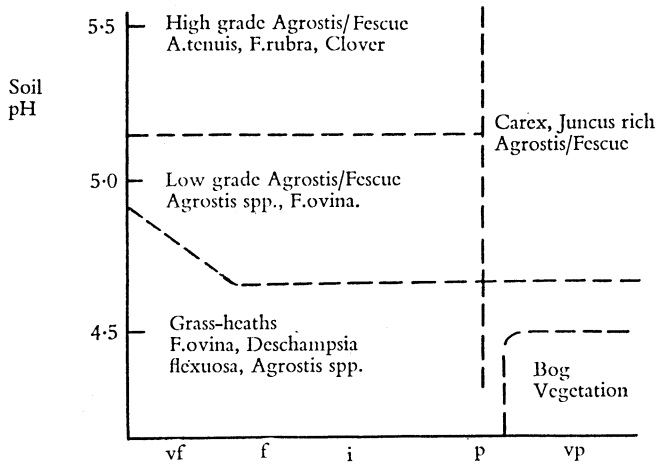 5·5
High grade Agrostis/Fescue
A.tenuis, F.rubra, Clover
Soil
pH
Carex, Juncus rich
Agrostis/Fescue
5·0
Low grade Agrostis/Fescue
Agrostis spp., F.ovina.
4·5
Grass-heaths
F.ovina, Deschampsia
flexuosa, Agrostis spp.
Bog
Vegetation
vf f i p vp